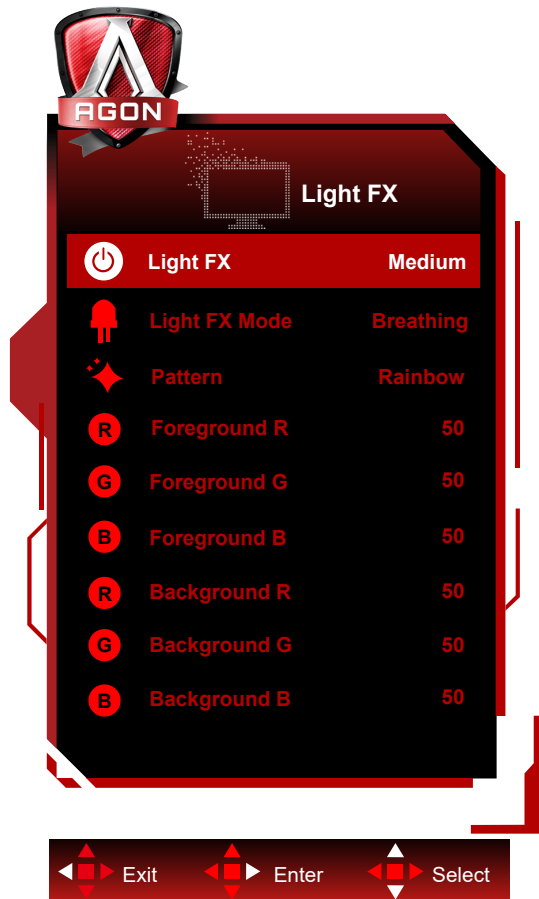 AGON
Light FX
Light FX Medium
Light FX Mode Breathing
Pattern Rainbow
R Foreground R 50
G Foreground G 50
B Foreground B 50
R Background R 50
G Background G 50
B Background B 50
Exit Enter Select